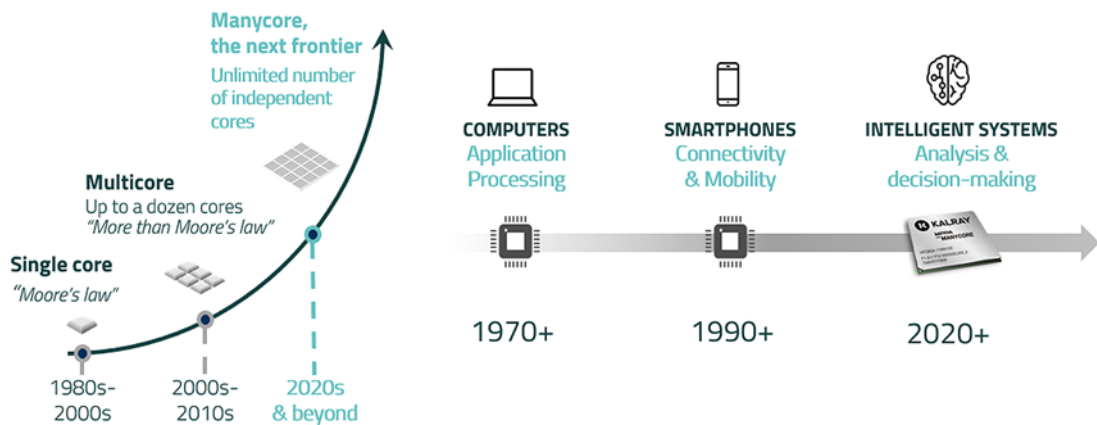 Manycore,
the next frontier
Unlimited number
of independent
cores
Multicore
Up to a dozen cores
“More than Moore’s law”
Single core
“Moore’s law”
1980s-
2000s
2000s-
2010s
2020s
& beyond
COMPUTERS
Application
Processing
SMARTPHONES
Connectivity
& Mobility
INTELLIGENT SYSTEMS
Analysis &
decision-making
KALRAY
MANYCORE
1970+
1990+
2020+